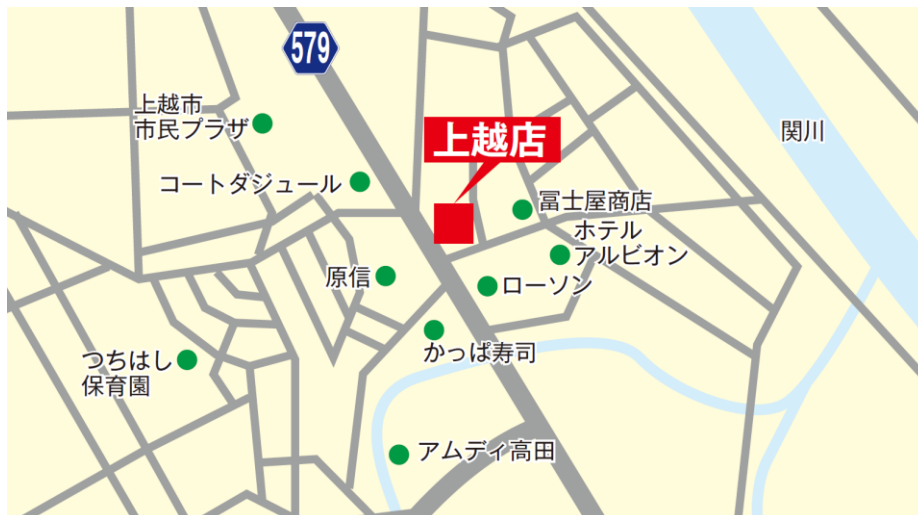 579
上越市
市民プラザ
上越店
関川
コートダジュール
冨士屋商店
ホテル
アルビオン
原信
ローソン
かっぱ寿司
つちはし
保育園
アムディ高田